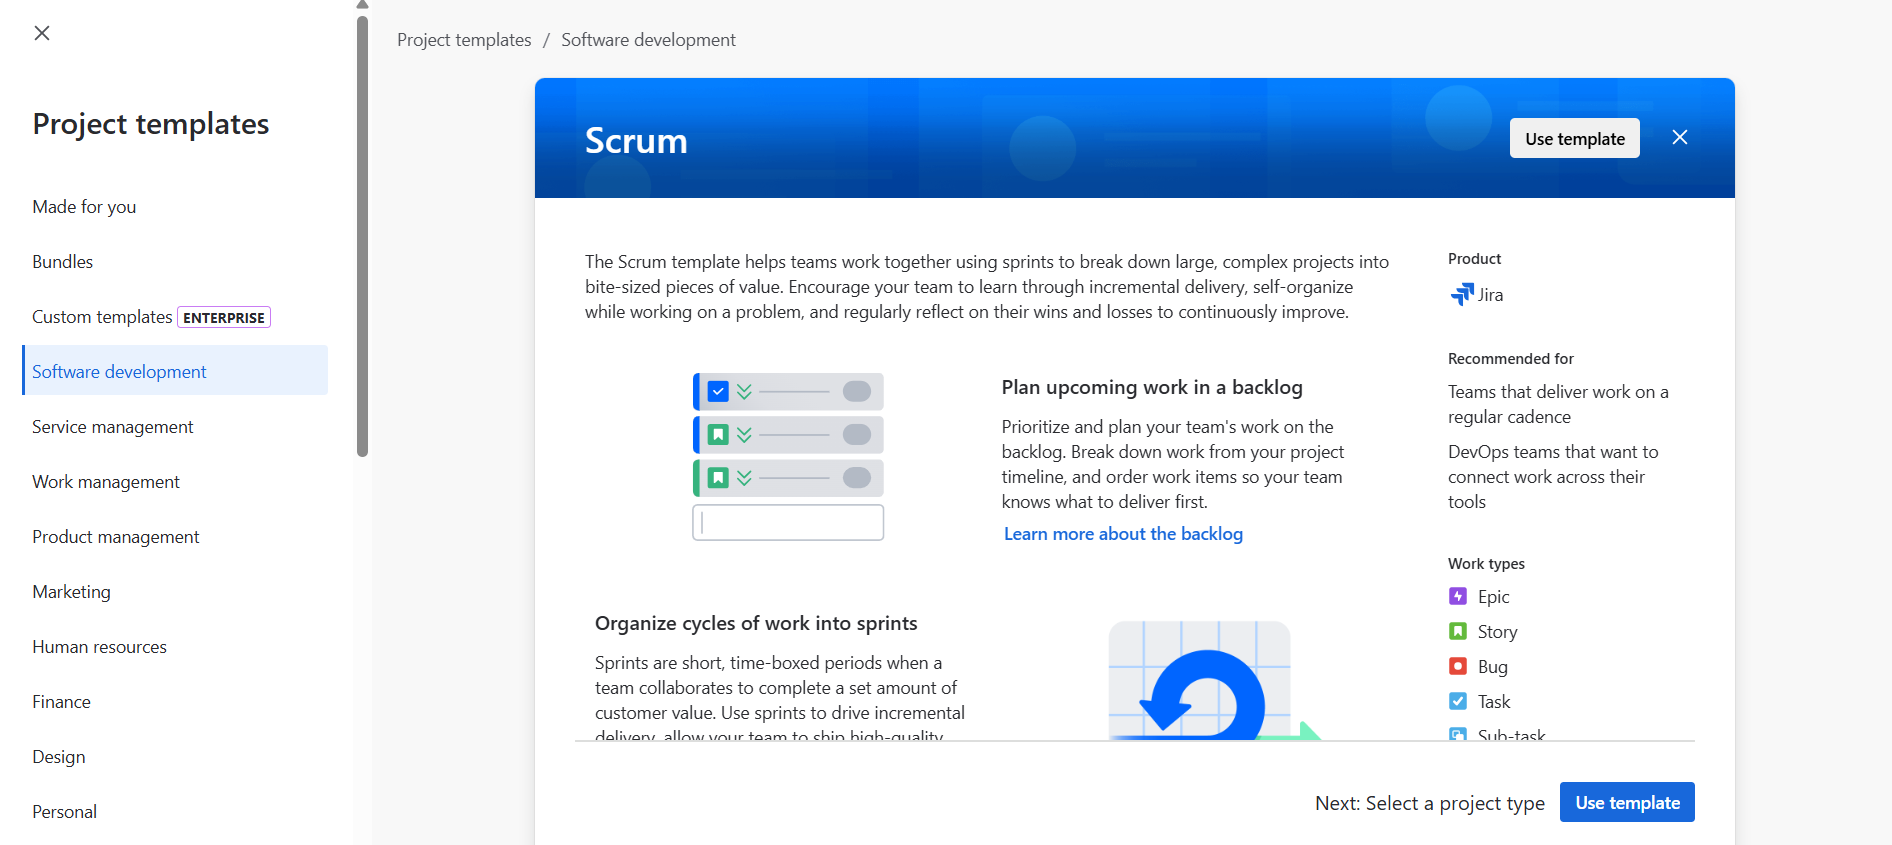 Project templates
Made for you
Bundles
Custom templates ENTERPRISE
Software development
Service management
Work management
Product management
Marketing
Human resources
Finance
Design
Personal
Project templates / Software development
Scrum
Use template
The Scrum template helps teams work together using sprints to break down large, complex projects into
bite-sized pieces of value. Encourage your team to learn through incremental delivery, self-organize
while working on a problem, and regularly reflect on their wins and losses to continuously improve.
Plan upcoming work in a backlog
Prioritize and plan your team's work on the
backlog. Break down work from your project
timeline, and order work items so your team
knows what to deliver first.
Learn more about the backlog
Organize cycles of work into sprints
Sprints are short, time-boxed periods when a
team collaborates to complete a set amount of
customer value. Use sprints to drive incremental
delivery, allow your team to ship high-quality
Product
Jira
Recommended for
Teams that deliver work on a
regular cadence
DevOps teams that want to
connect work across their
tools
Work types
Epic
Story
Bug
Task
Sub-task
Next: Select a project type
Use template